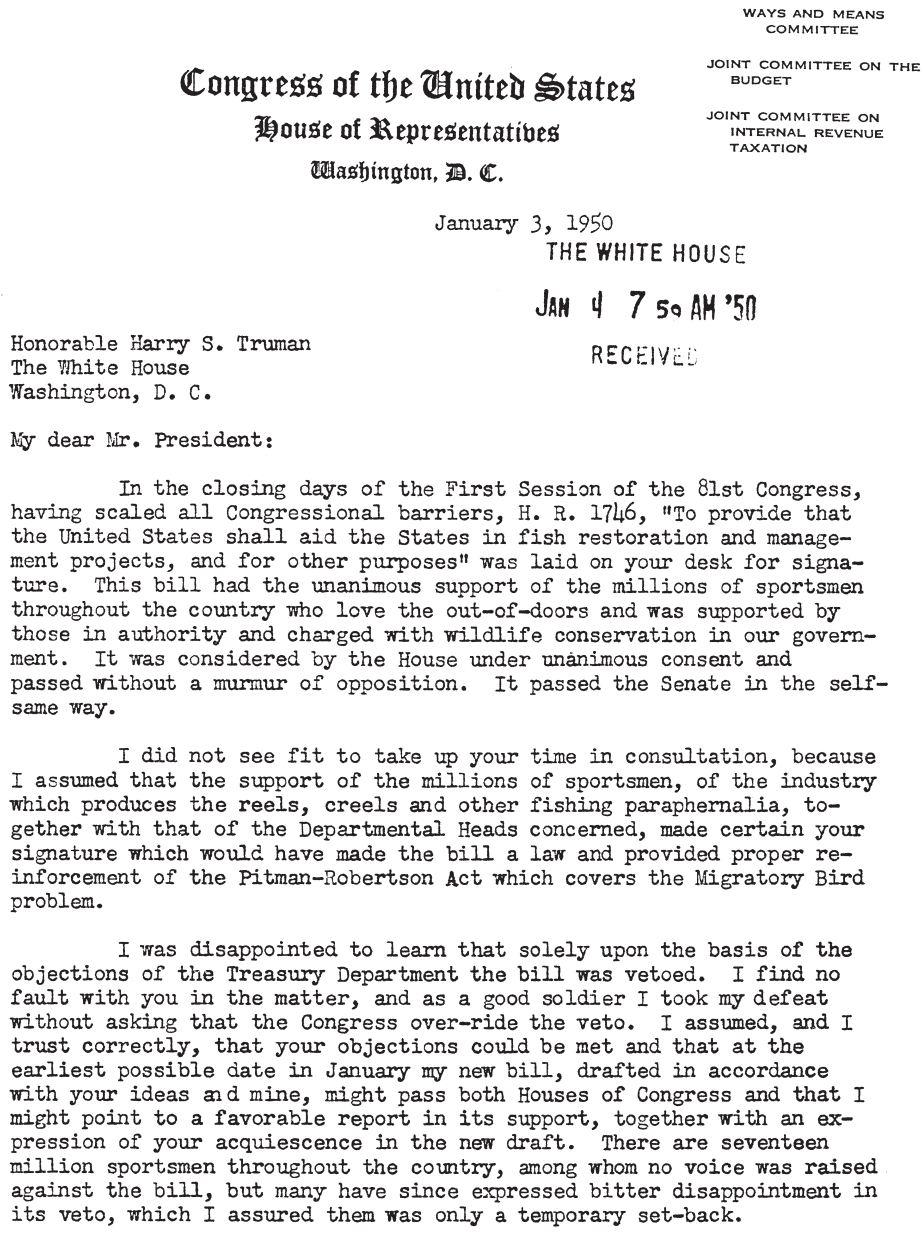 WAYS AND MEANS
COMMITTEE
JOINT COMMITTEE ON THE
BUDGET
JOINT COMMITTEE ON
INTERNAL REVENUE
TAXATION
Congress of the United States
House of Representatives
Washington, D. C.
January 3, 1950
THE WHITE HOUSE
JAN 4 7 59 AM '50
RECEIVED
Honorable Harry S. Truman
The White House
Washington, D. C.
My dear Mr. President:
In the closing days of the First Session of the 81st Congress,
having scaled all Congressional barriers, H. R. 1746, "To provide that
the United States shall aid the States in fish restoration and manage-
ment projects, and for other purposes" was laid on your desk for signa-
ture. This bill had the unanimous support of the millions of sportsmen
throughout the country who love the out-of-doors and was supported by
those in authority and charged with wildlife conservation in our govern-
ment. It was considered by the House under unanimous consent and
passed without a murmur of opposition. It passed the Senate in the self-
same way.
I did not see fit to take up your time in consultation, because
I assumed that the support of the millions of sportsmen, of the industry
which produces the reels, creels and other fishing paraphernalia, to-
gether with that of the Departmental Heads concerned, made certain your
signature which would have made the bill a law and provided proper re-
inforcement of the Pitman-Robertson Act which covers the Migratory Bird
problem.
I was disappointed to learn that solely upon the basis of the
objections of the Treasury Department the bill was vetoed. I find no
fault with you in the matter, and as a good soldier I took my defeat
without asking that the Congress over-ride the veto. I assumed, and I
trust correctly, that your objections could be met and that at the
earliest possible date in January my new bill, drafted in accordance
with your ideas and mine, might pass both Houses of Congress and that I
might point to a favorable report in its support, together with an ex-
pression of your acquiescence in the new draft. There are seventeen
million sportsmen throughout the country, among whom no voice was raised
against the bill, but many have since expressed bitter disappointment in
its veto, which I assured them was only a temporary set-back.